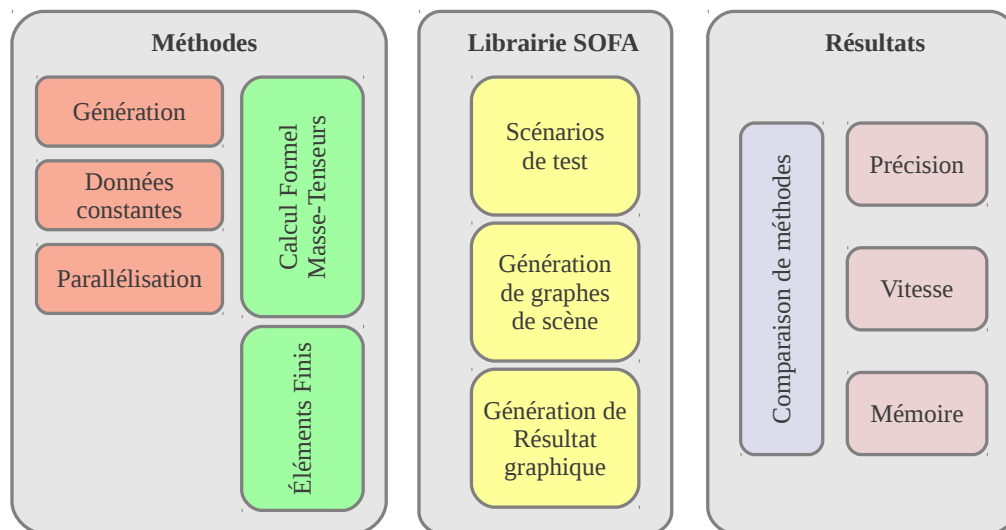 Méthodes
Génération
Données
constantes
Parallélisation
Calcul Formel
Masse-Tenseurs
Éléments Finis
Librairie SOFA
Scénarios
de test
Génération
de graphes
de scène
Génération de
Résultat
graphique
Résultats
Comparaison de méthodes
Précision
Vitesse
Mémoire